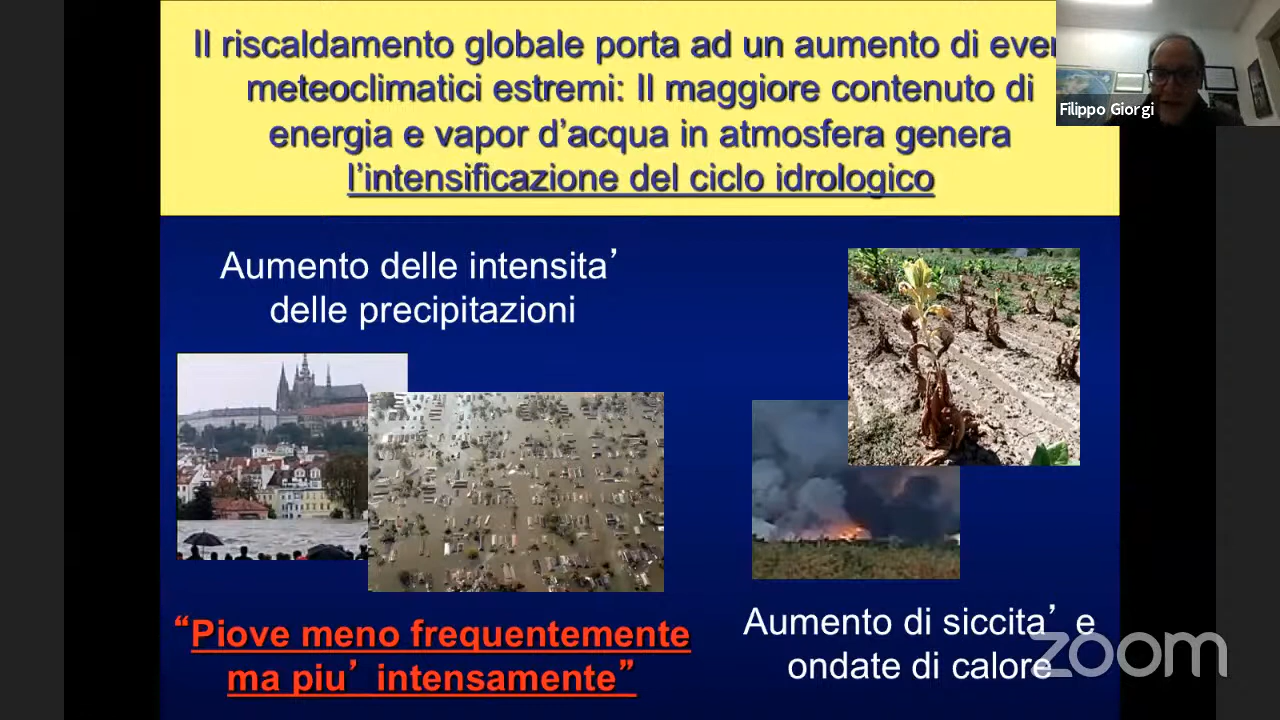 Il riscaldamento globale porta ad un aumento di even
meteoclimatici estremi: Il maggiore contenuto di
energia e vapor d’acqua in atmosfera genera
l’intensificazione del ciclo idrologico
Filippo Giorgi
Aumento delle intensita’
delle precipitazioni
“Piove meno frequentemente
ma piu’ intensamente”
Aumento di siccita’ e
ondate di calore
zoom